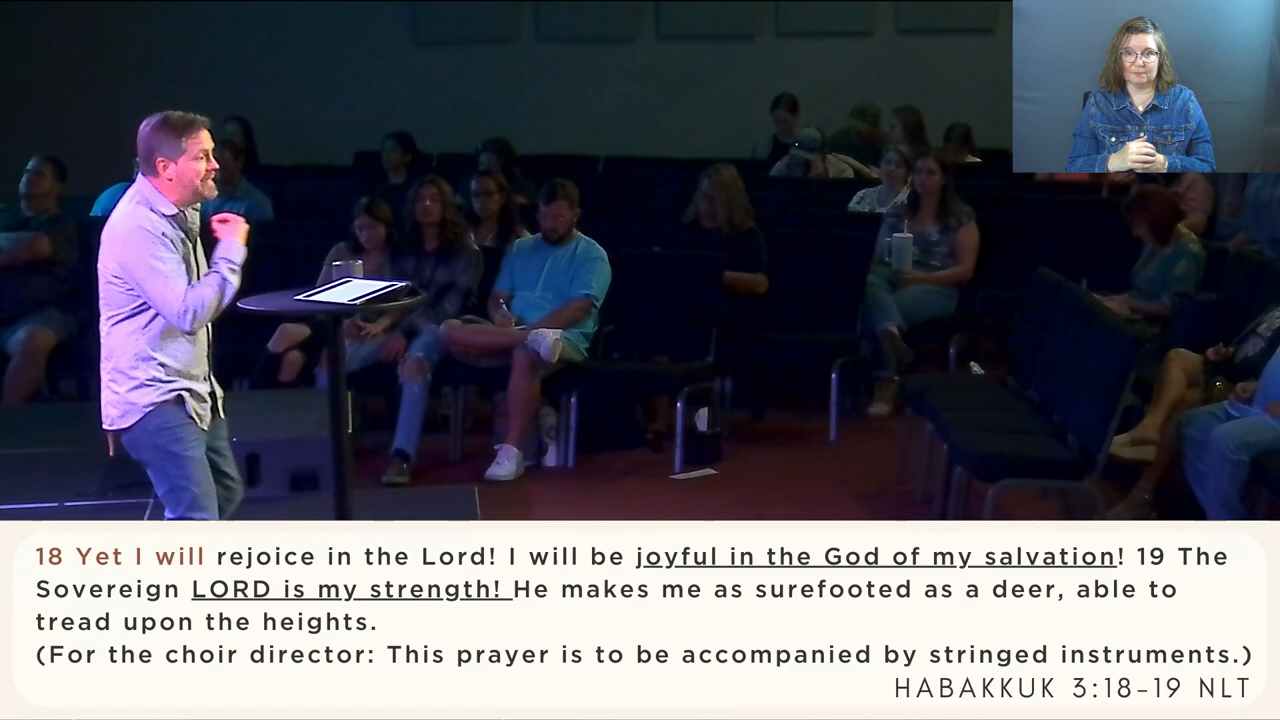 18 Yet I will rejoice in the Lord! I will be joyful in the God of my salvation! 19 The
Sovereign LORD is my strength! He makes me as surefooted as a deer, able to
tread upon the heights.
(For the choir director: This prayer is to be accompanied by stringed instruments.)
HABAKKUK 3:18–19 NLT